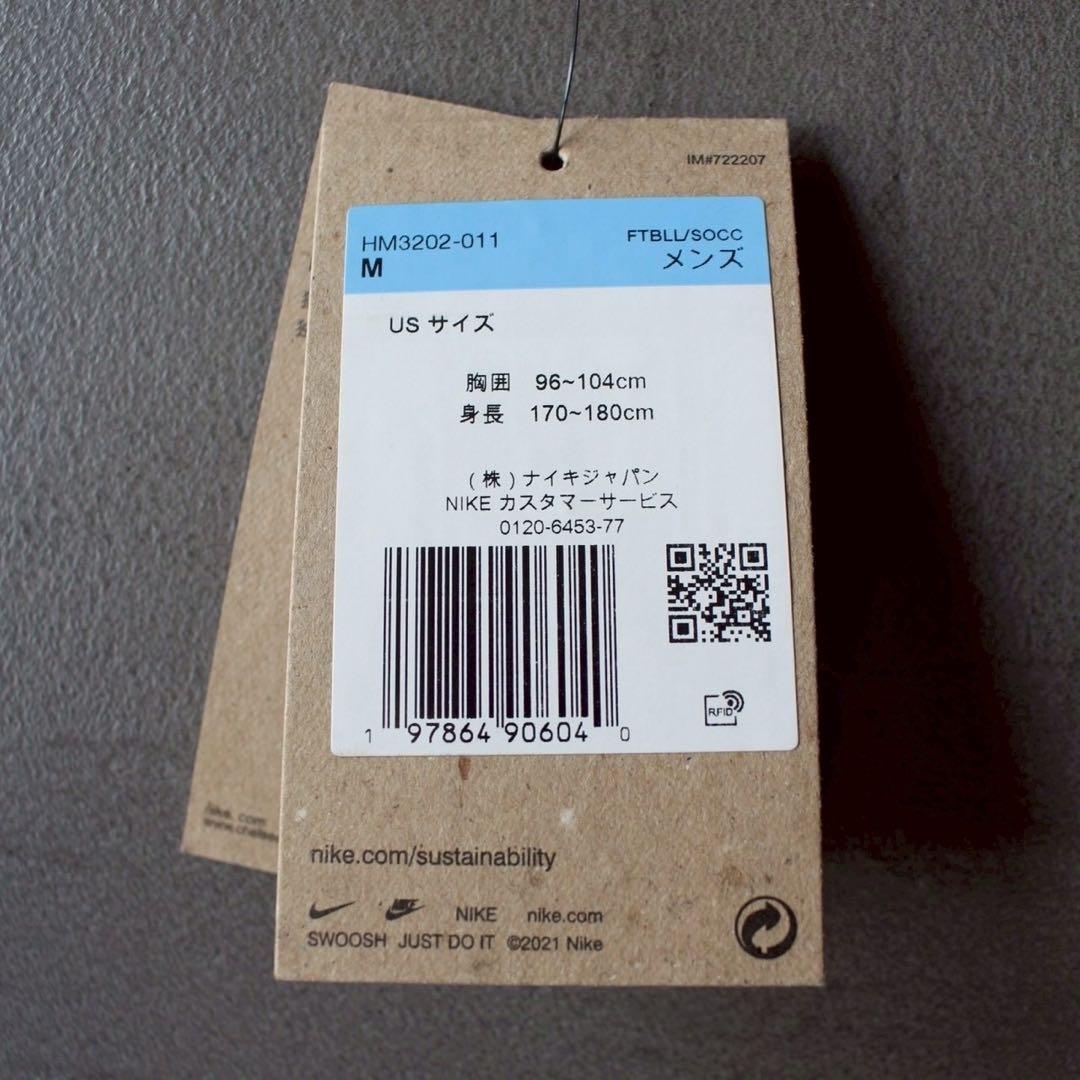 IM#722207
HM3202-011
M
FTBLL/SOCC
メンズ
US サイズ
胸囲 96~104cm
身長 170~180cm
(株)ナイキジャパン
NIKE カスタマーサービス
0120-6453-77
RFID
1 97864 90604 0
nike.com/sustainability
NIKE nike.com
SWOOSH JUST DO IT ©2021 Nike